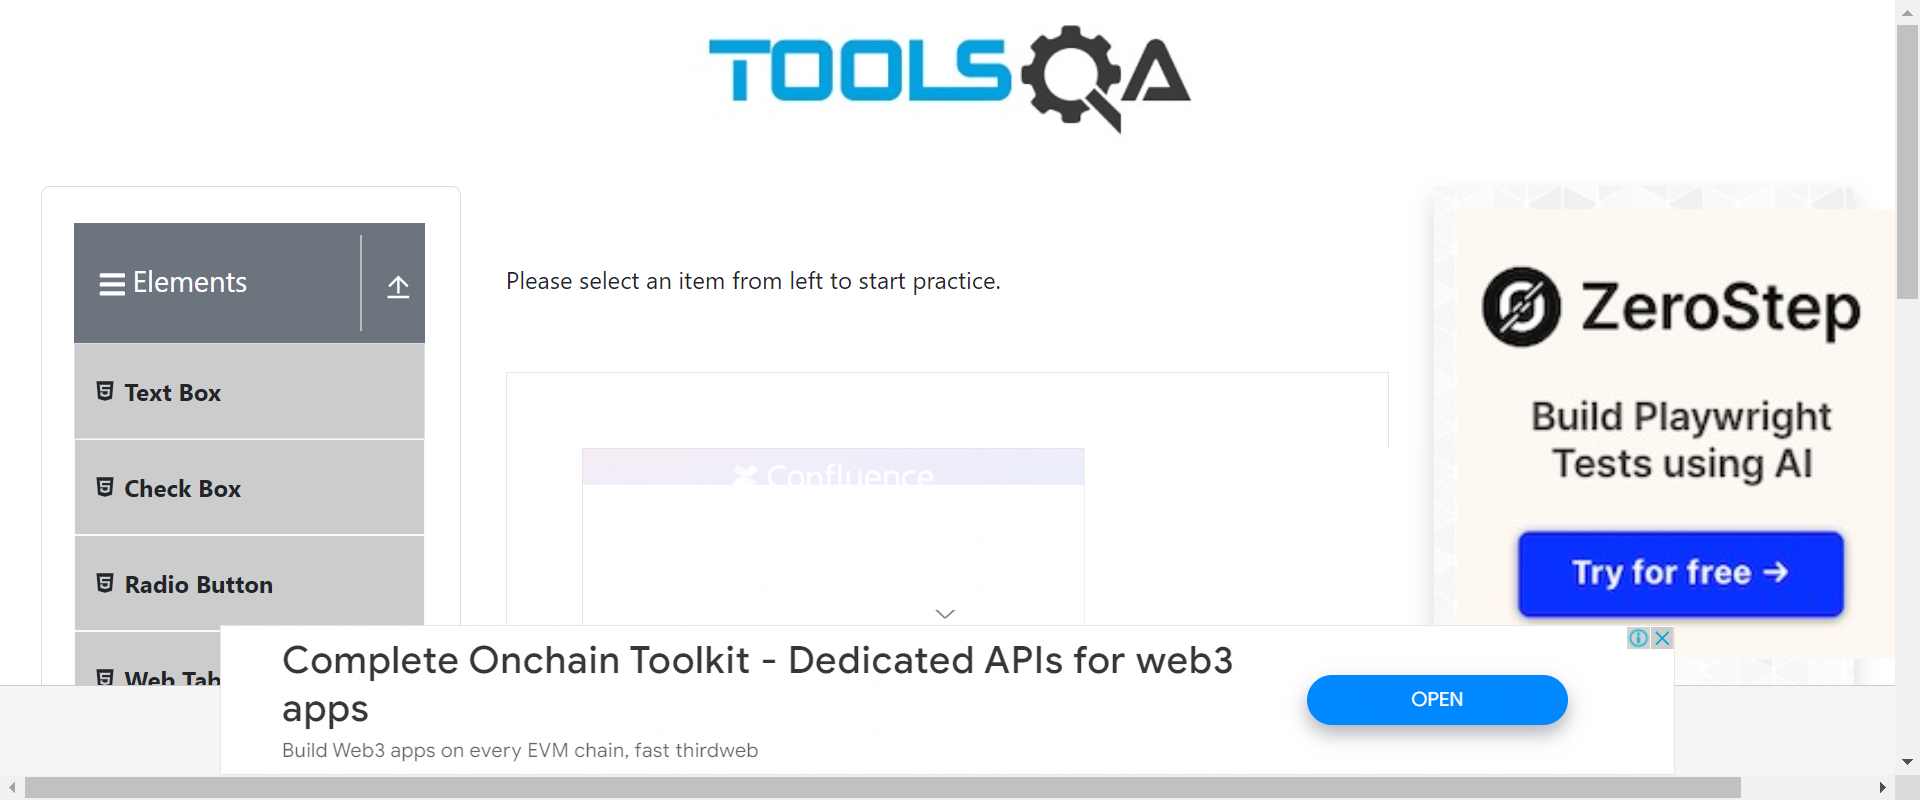 TOOLSQA
Elements
Text Box
Check Box
Radio Button
Web Tab
Please select an item from left to start practice.
Confluence
ZeroStep
Build Playwright
Tests using AI
Try for free →
Complete Onchain Toolkit - Dedicated APIs for web3
apps
Build Web3 apps on every EVM chain, fast thirdweb
OPEN